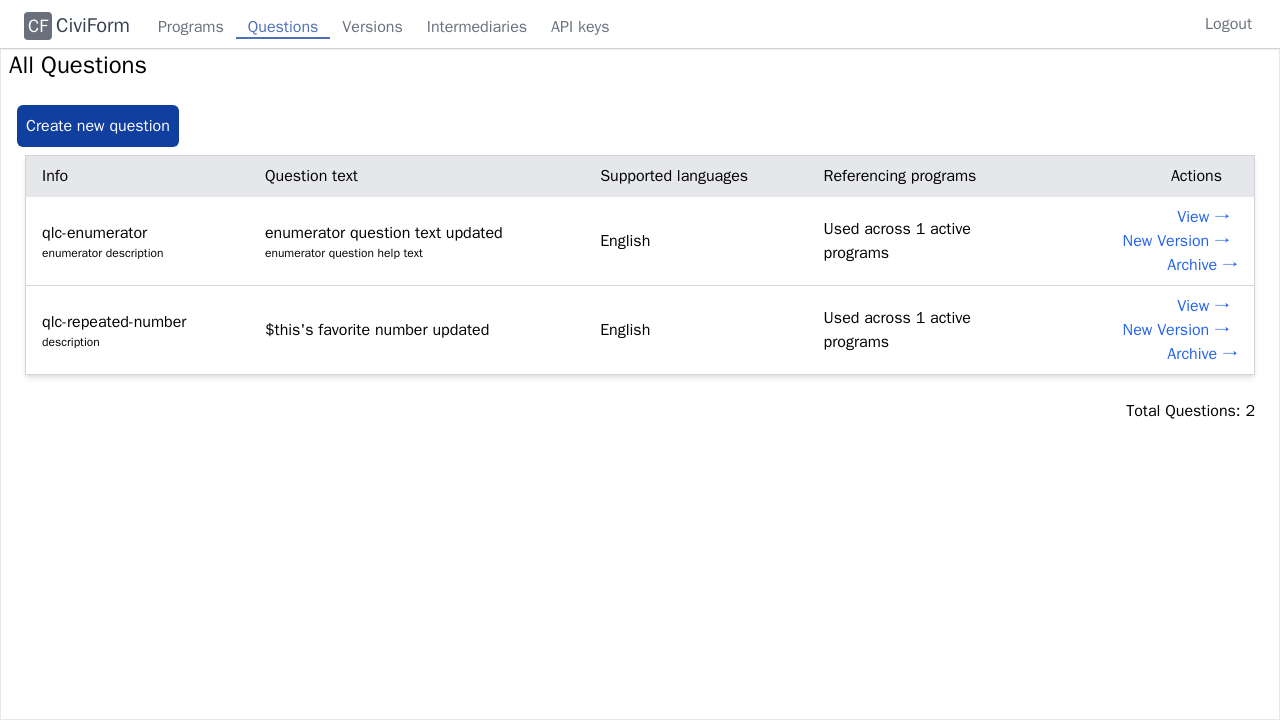 CF CiviForm Programs Questions Versions Intermediaries API keys Logout
All Questions
Create new question
Info Question text Supported languages Referencing programs Actions
qlc-enumerator
enumerator description
enumerator question text updated
enumerator question help text
English
Used across 1 active
programs
View →
New Version →
Archive →
qlc-repeated-number
description
$this's favorite number updated
English
Used across 1 active
programs
View →
New Version →
Archive →
Total Questions: 2